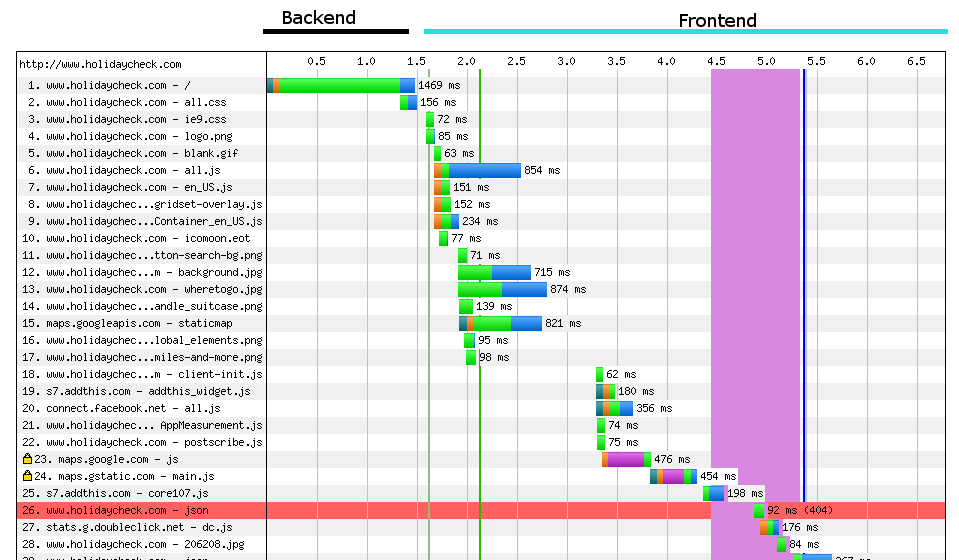 Backend Frontend
http://www.holidaycheck.com 0.5 1.0 1.5 2.0 2.5 3.0 3.5 4.0 4.5 5.0 5.5 6.0 6.5
1. www.holidaycheck.com - / 1469 ms
2. www.holidaycheck.com - all.css 156 ms
3. www.holidaycheck.com - ie9.css 72 ms
4. www.holidaycheck.com - logo.png 85 ms
5. www.holidaycheck.com - blank.gif 63 ms
6. www.holidaycheck.com - all.js 854 ms
7. www.holidaycheck.com - en_US.js 151 ms
8. www.holidaychec...gridset-overlay.js 152 ms
9. www.holidaychec...Container_en_US.js 234 ms
10. www.holidaycheck.com - icomoon.eot 77 ms
11. www.holidaychec...tton-search-bg.png 71 ms
12. www.holidaychec...m - background.jpg 715 ms
13. www.holidaychec...m - wheretogo.jpg 874 ms
14. www.holidaychec...andle_suitcase.png 139 ms
15. maps.googleapis.com - staticmap 821 ms
16. www.holidaychec...lobal_elements.png 95 ms
17. www.holidaychec...miles-and-more.png 98 ms
18. www.holidaychec...m - client-init.js 62 ms
19. s7.addthis.com - addthis_widget.js 180 ms
20. connect.facebook.net - all.js 356 ms
21. www.holidaychec... AppMeasurement.js 74 ms
22. www.holidaycheck.com - postscribe.js 75 ms
23. maps.google.com - js 476 ms
24. maps.gstatic.com - main.js 454 ms
25. s7.addthis.com - core107.js 198 ms
26. www.holidaycheck.com - json 92 ms (404)
27. stats.g.doubleclick.net - dc.js 176 ms
28. www.holidaycheck.com - 206208.jpg 84 ms